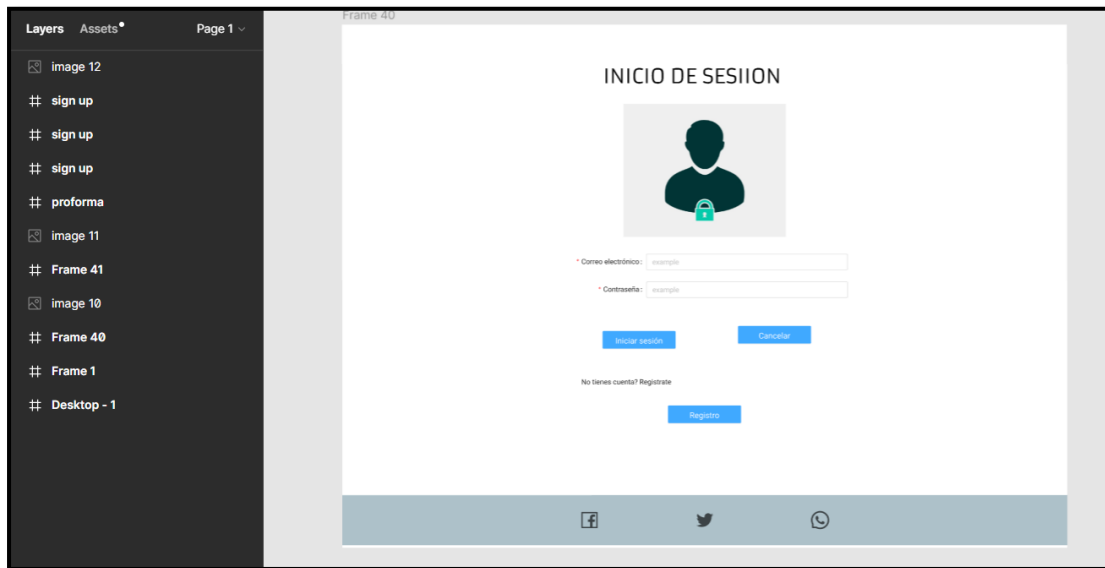 Layers Assets Page 1
image 12
sign up
sign up
sign up
proforma
image 11
Frame 41
image 10
Frame 40
Frame 1
Desktop - 1
Frame 40
INICIO DE SESIION
* Correo electrónico : example
* Contraseña : example
Iniciar sesión Cancelar
No tienes cuenta? Registrate
Registro